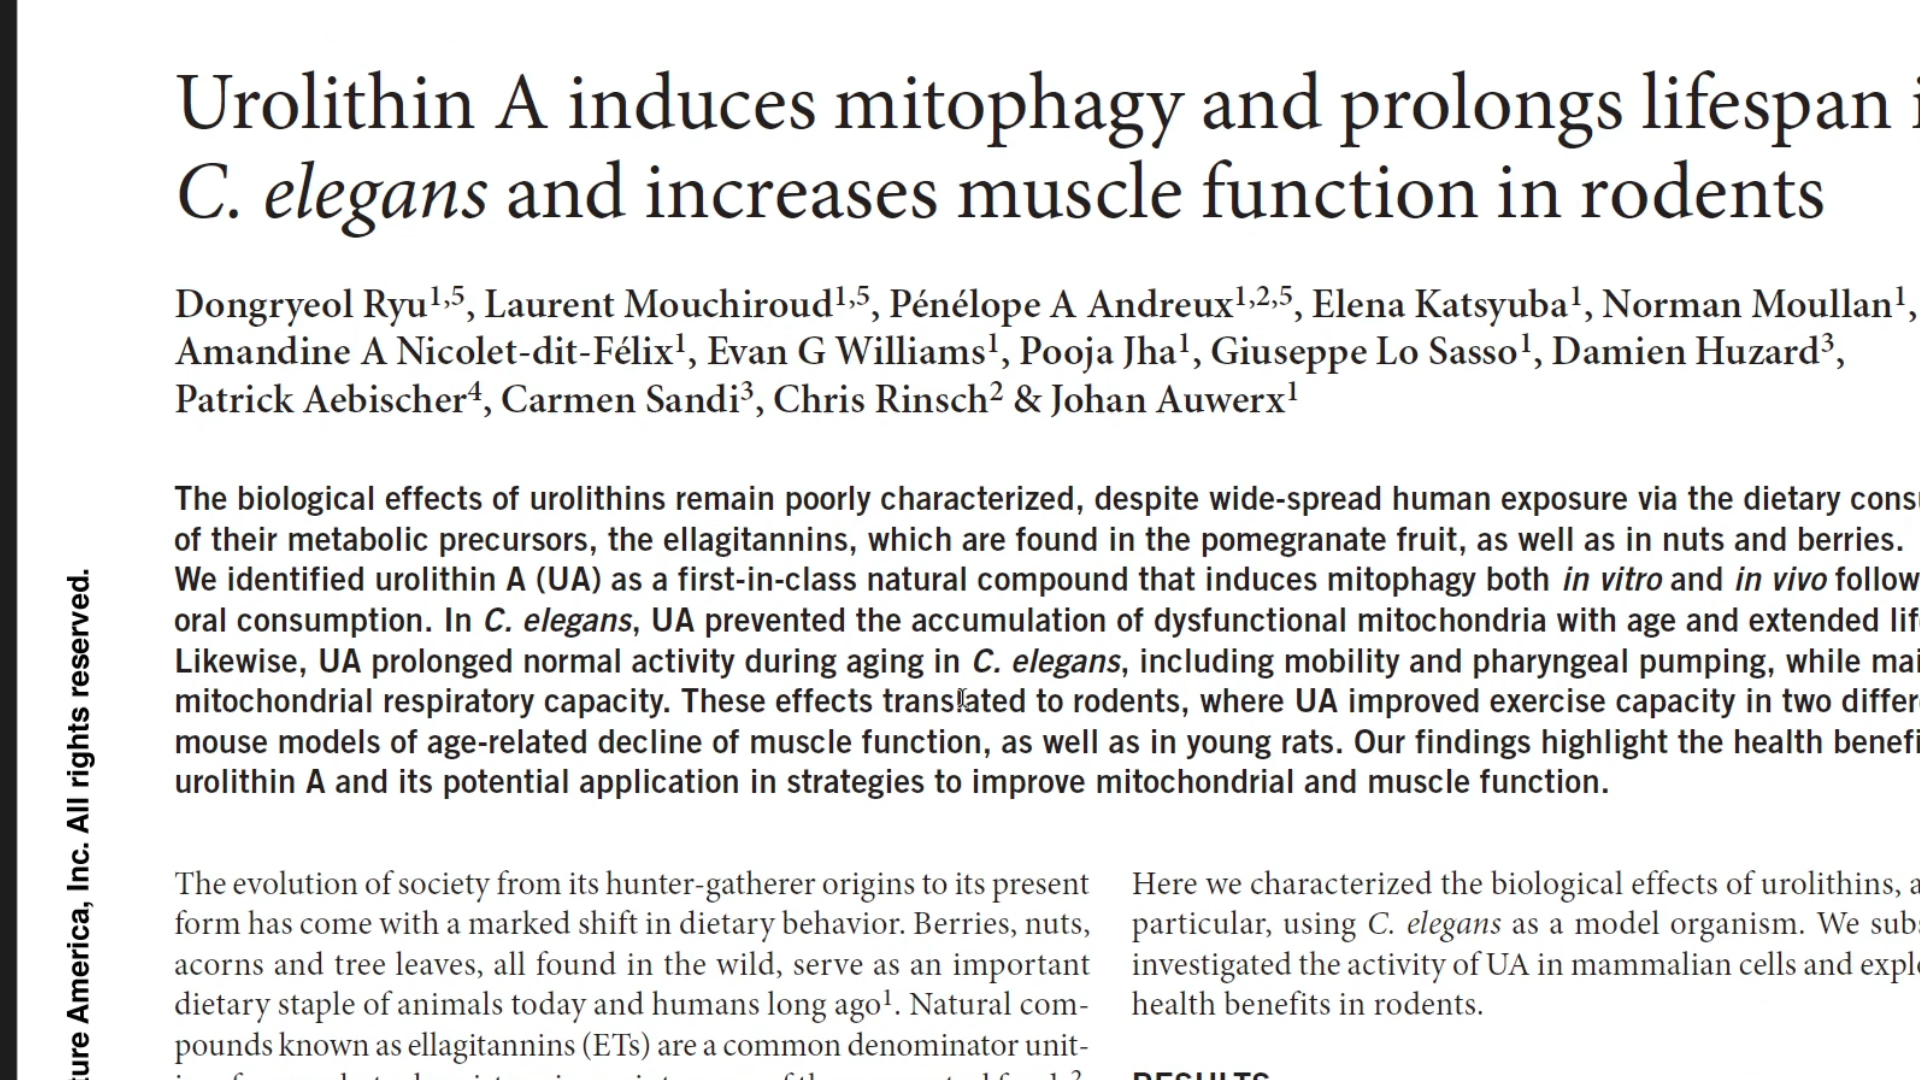 Urolithin A induces mitophagy and prolongs lifespan
C. elegans and increases muscle function in rodents
Dongryeol Ryu1,5, Laurent Mouchiroud1,5, Pénélope A Andreux1,2,5, Elena Katsyuba1, Norman Moullan1,
Amandine A Nicolet-dit-Félix1, Evan G Williams1, Pooja Jha1, Giuseppe Lo Sasso1, Damien Huzard3,
Patrick Aebischer4, Carmen Sandi3, Chris Rinsch2 & Johan Auwerx1
The biological effects of urolithins remain poorly characterized, despite wide-spread human exposure via the dietary cons
of their metabolic precursors, the ellagitannins, which are found in the pomegranate fruit, as well as in nuts and berries.
We identified urolithin A (UA) as a first-in-class natural compound that induces mitophagy both in vitro and in vivo follow
oral consumption. In C. elegans, UA prevented the accumulation of dysfunctional mitochondria with age and extended lif
Likewise, UA prolonged normal activity during aging in C. elegans, including mobility and pharyngeal pumping, while mai
mitochondrial respiratory capacity. These effects translated to rodents, where UA improved exercise capacity in two differ
mouse models of age-related decline of muscle function, as well as in young rats. Our findings highlight the health benefi
urolithin A and its potential application in strategies to improve mitochondrial and muscle function.
The evolution of society from its hunter-gatherer origins to its present
form has come with a marked shift in dietary behavior. Berries, nuts,
acorns and tree leaves, all found in the wild, serve as an important
dietary staple of animals today and humans long ago1. Natural com-
pounds known as ellagitannins (ETs) are a common denominator unit-
Here we characterized the biological effects of urolithins, a
particular, using C. elegans as a model organism. We sub
investigated the activity of UA in mammalian cells and expl
health benefits in rodents.
RESULTS
ture America, Inc. All rights reserved.